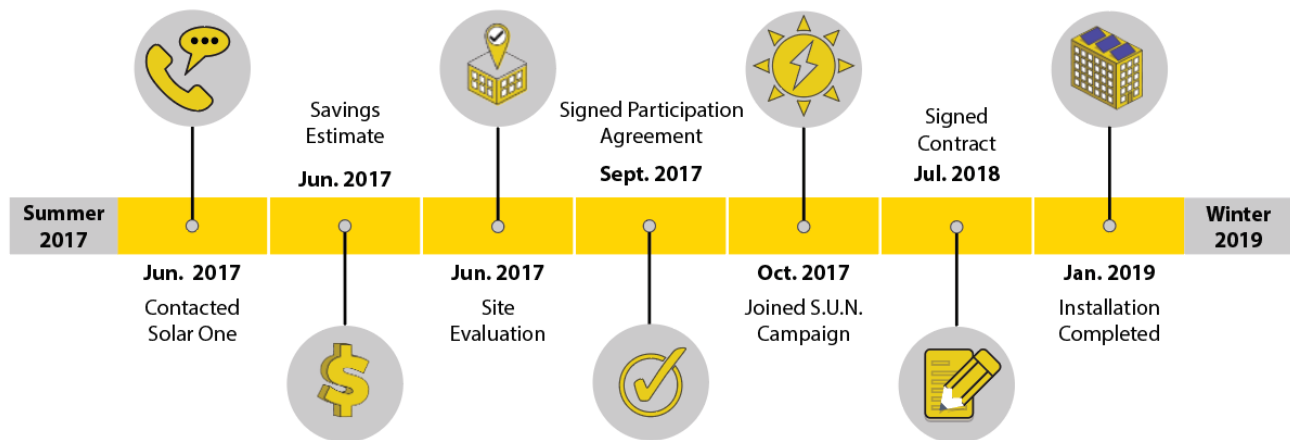 Summer
2017
Jun. 2017
Contacted
Solar One
Savings
Estimate
Jun. 2017
Jun. 2017
Site
Evaluation
Signed Participation
Agreement
Sept. 2017
Oct. 2017
Joined S.U.N.
Campaign
Signed
Contract
Jul. 2018
Jan. 2019
Installation
Completed
Winter
2019